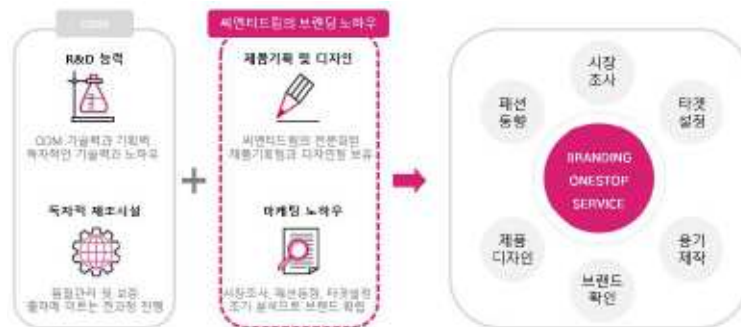 ODM
R&D 능력
ODM 기술력과 기획력
독자적인 기술력과 노하우
독자적 제조시설
품질관리 및 보증
출하에 이르는 전과정 진행
+
씨엔티드림의 브랜딩 노하우
제품기획 및 디자인
씨엔티드림의 전문화된
제품기획팀과 디자인팀 보유
마케팅 노하우
시장조사, 패션동향, 타겟설정
조기 분석으로 브랜드 확립
시장
조사
패션
동향
타겟
설정
BRANDING
ONESTOP
SERVICE
제품
디자인
용기
제작
브랜드
확인